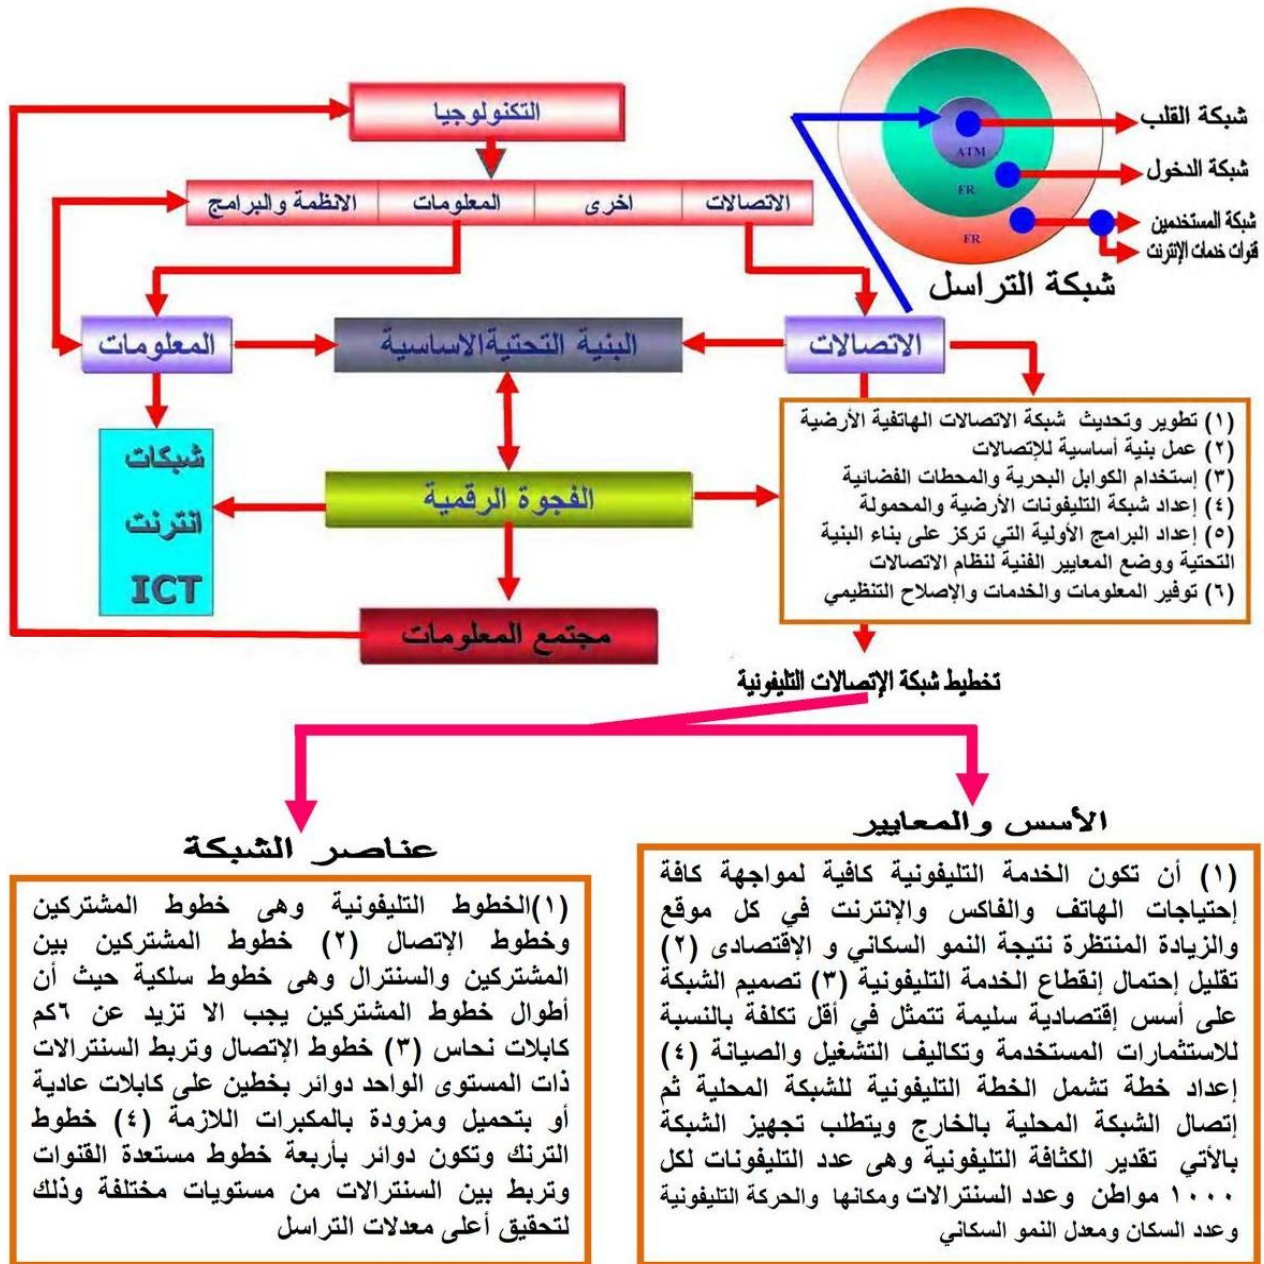 التكنولوجيا
الاتصالات
اخرى
المعلومات
الانظمة والبرامج
شبكة القلب
ATM
شبكة الدخول
FR
شبكة المستخدمين
FR
قنوات خدمات الإنترنت
شبكة التراسل
الاتصالات
البنية التحتيةالاساسية
المعلومات
(١) تطوير وتحديث شبكة الاتصالات الهاتفية الأرضية
(٢) عمل بنية أساسية للإتصالات
(٣) إستخدام الكوابل البحرية والمحطات الفضائية
(٤) إعداد شبكة التليفونات الأرضية والمحمولة
(٥) إعداد البرامج الأولية التي تركز على بناء البنية
التحتية ووضع المعايير الفنية لنظام الاتصالات
(٦) توفير المعلومات والخدمات والإصلاح التنظيمي
شبكات
انترنت
ICT
الفجوة الرقمية
مجتمع المعلومات
تخطيط شبكة الإتصالات التليفونية
الأسس والمعايير
(١) أن تكون الخدمة التليفونية كافية لمواجهة كافة
إحتياجات الهاتف والفاكس والإنترنت في كل موقع
والزيادة المنتظرة نتيجة النمو السكاني و الإقتصادى (٢)
تقليل إحتمال إنقطاع الخدمة التليفونية (٣) تصميم الشبكة
على أسس إقتصادية سليمة تتمثل في أقل تكلفة بالنسبة
للاستثمارات المستخدمة وتكاليف التشغيل والصيانة (٤)
إعداد خطة تشمل الخطة التليفونية للشبكة المحلية ثم
إتصال الشبكة المحلية بالخارج ويتطلب تجهيز الشبكة
بالأتي تقدير الكثافة التليفونية وهى عدد التليفونات لكل
١٠٠٠ مواطن وعدد السنترالات ومكانها والحركة التليفونية
وعدد السكان ومعدل النمو السكاني
عناصر الشبكة
(١)الخطوط التليفونية وهى خطوط المشتركين
وخطوط الإتصال (٢) خطوط المشتركين بين
المشتركين والسنترال وهى خطوط سلكية حيث أن
أطوال خطوط المشتركين يجب الا تزيد عن ٦كم
كابلات نحاس (٣) خطوط الإتصال وتربط السنترالات
ذات المستوى الواحد دوائر بخطين على كابلات عادية
أو بتحميل ومزودة بالمكبرات اللازمة (٤) خطوط
الترنك وتكون دوائر بأربعة خطوط مستعدة القنوات
وتربط بين السنترالات من مستويات مختلفة وذلك
لتحقيق أعلى معدلات التراسل